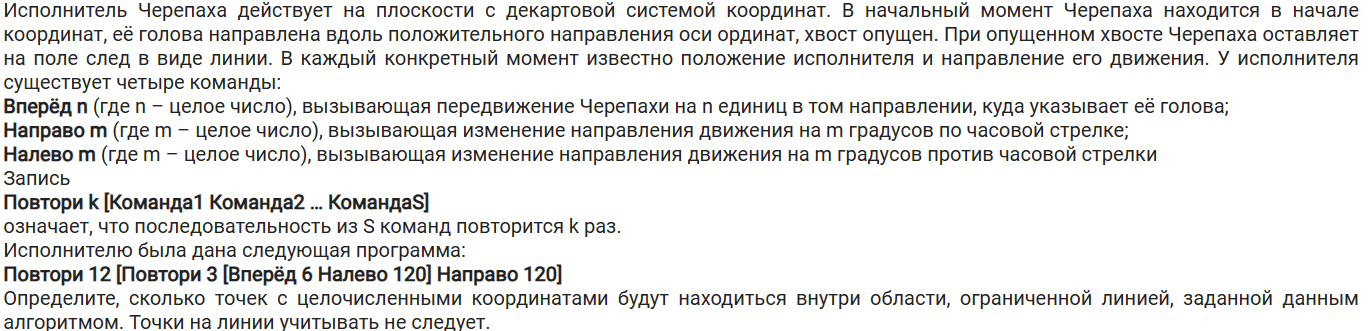 Исполнитель Черепаха действует на плоскости с декартовой системой координат. В начальный момент Черепаха находится в начале
координат, её голова направлена вдоль положительного направления оси ординат, хвост опущен. При опущенном хвосте Черепаха оставляет
на поле след в виде линии. В каждый конкретный момент известно положение исполнителя и направление его движения. У исполнителя
существует четыре команды:
Вперёд n (где n – целое число), вызывающая передвижение Черепахи на n единиц в том направлении, куда указывает её голова;
Направо m (где m – целое число), вызывающая изменение направления движения на m градусов по часовой стрелке;
Налево m (где m – целое число), вызывающая изменение направления движения на m градусов против часовой стрелки
Запись
Повтори k [Команда1 Команда2 … КомандаS]
означает, что последовательность из S команд повторится k раз.
Исполнителю была дана следующая программа:
Повтори 12 [Повтори 3 [Вперёд 6 Налево 120] Направо 120]
Определите, сколько точек с целочисленными координатами будут находиться внутри области, ограниченной линией, заданной данным
алгоритмом. Точки на линии учитывать не следует.